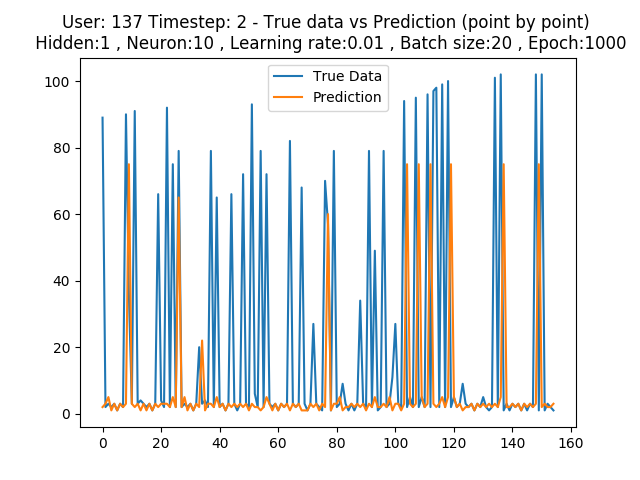 User: 137 Timestep: 2 - True data vs Prediction (point by point)
Hidden:1 , Neuron:10 , Learning rate:0.01 , Batch size:20 , Epoch:1000
True Data
Prediction
100
80
60
40
20
0
0 20 40 60 80 100 120 140 160